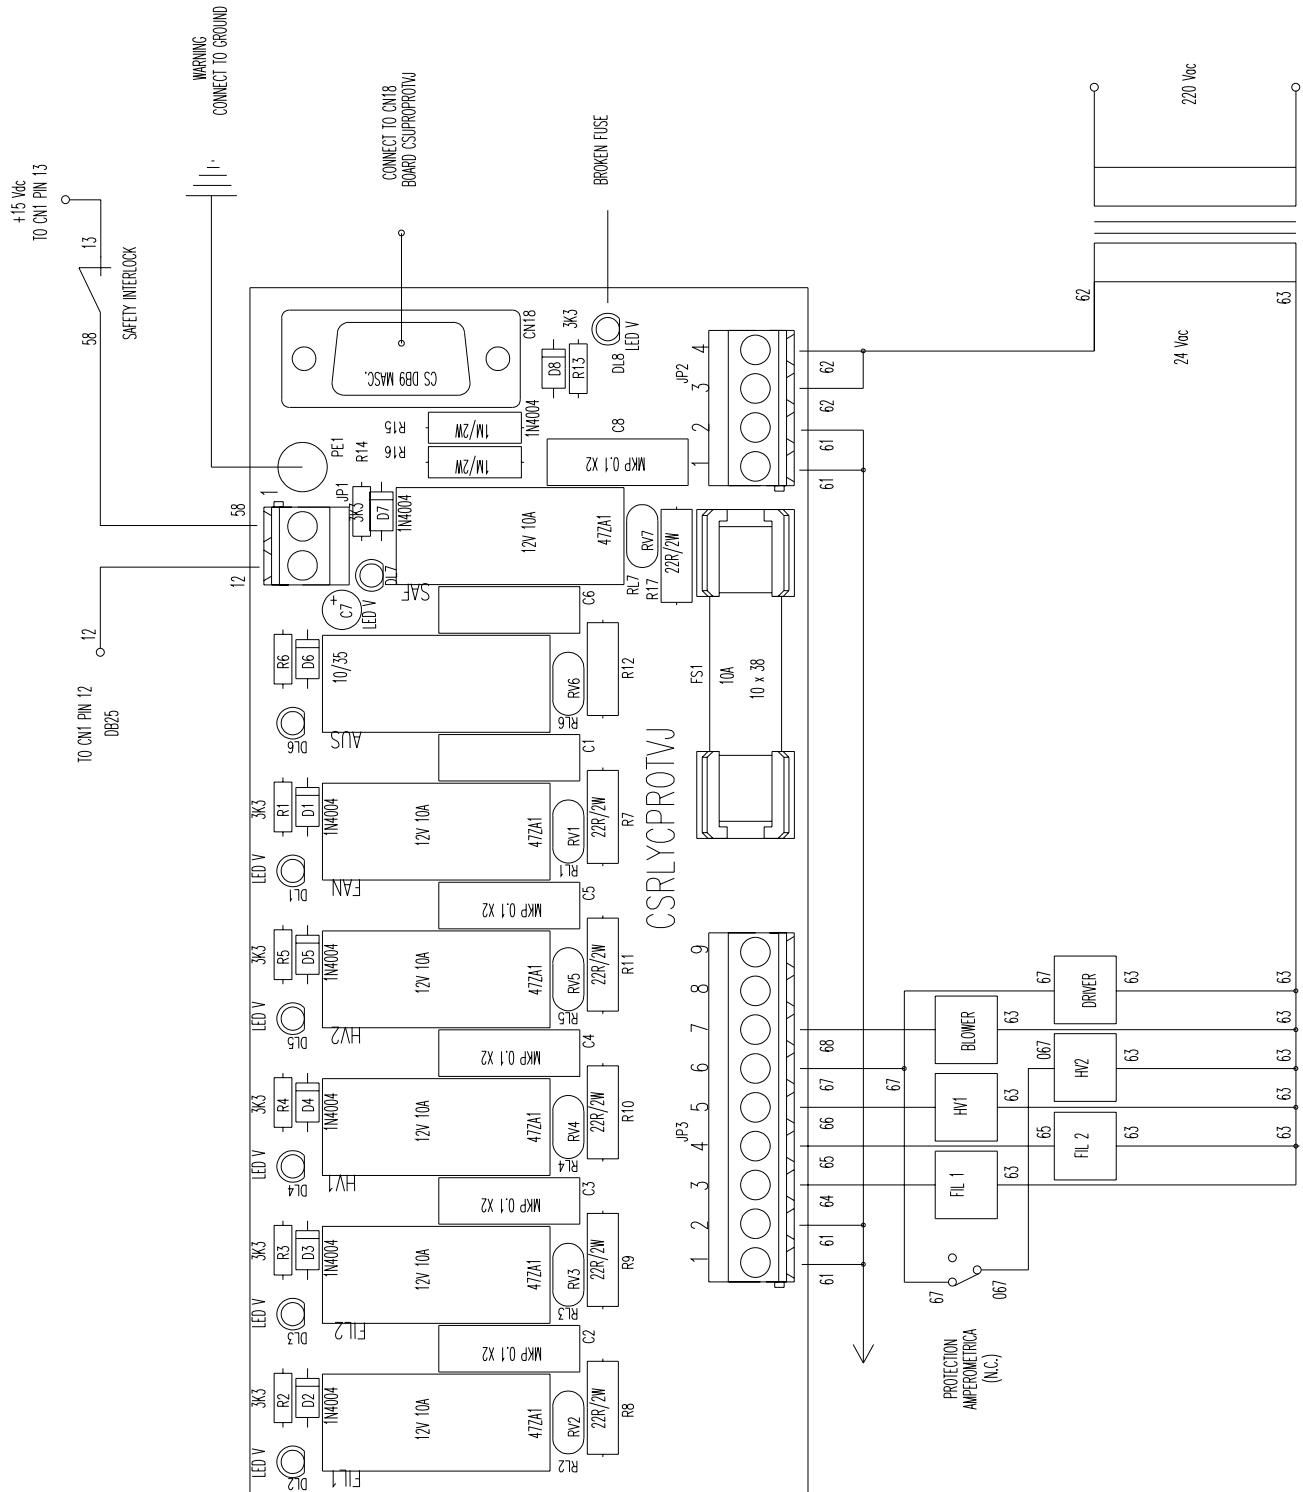 WARNING
CONNECT TO GROUND
+15 Vdc
TO CN1 PIN 13
13
SAFETY INTERLOCK
58
CONNECT TO CN18
BOARD CSUPROPROTVJ
BROKEN FUSE
220 Vac
24 Vac
62
63
12
TO CN1 PIN 12
DB25
58
12
1
JP1
PE1
CS DB9 MASC.
CN18
D8
R13
3K3
DL8
LED V
R15
1M/2W
1N4004
R16
1M/2W
R14
3K3
D7
1N4004
DL7
LED V
+
C7
SAF
12V 10A
47ZA1
RV7
RL7
R17
22R/2W
MKP 0.1 X2
C8
JP2
4
3
2
1
62
62
61
61
C6
R6
D6
10/35
DL6
AUS
RV6
RL6
R12
FS1
10A
10 x 38
C1
3K3
R1
D1
1N4004
LED V
DL1
FAN
12V 10A
47ZA1
RV1
RL1
22R/2W
R7
CSRLYCPROTVJ
MKP 0.1 X2
C5
3K3
R5
D5
1N4004
LED V
DL5
HV2
12V 10A
47ZA1
RV5
RL5
22R/2W
R11
MKP 0.1 X2
C4
3K3
R4
D4
1N4004
LED V
DL4
HV1
12V 10A
47ZA1
RV4
RL4
22R/2W
R10
MKP 0.1 X2
C3
3K3
R3
D3
1N4004
LED V
DL3
FIL2
12V 10A
47ZA1
RV3
RL3
22R/2W
R9
MKP 0.1 X2
C2
3K3
R2
D2
1N4004
LED V
DL2
FIL1
12V 10A
47ZA1
RV2
RL2
22R/2W
R8
JP3
9
8
7
6
5
4
3
2
1
68
67
66
65
64
61
61
67
67
DRIVER
63
63
BLOWER
63
63
067
HV2
63
63
HV1
63
63
65
FIL 2
63
63
FIL 1
63
67
067
PROTECTION
AMPEROMETRICA
(N.C.)